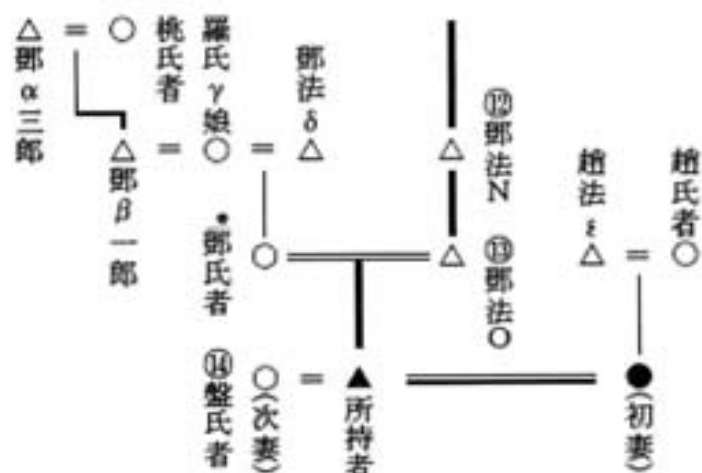 鄧α三郎
桃氏者
羅氏γ娘
鄧法δ
⑫鄧法N
趙法ε
趙氏者
鄧β一郎
•鄧氏者
⑬鄧法O
⑭盤氏者
(次妻)
所持者
(初妻)